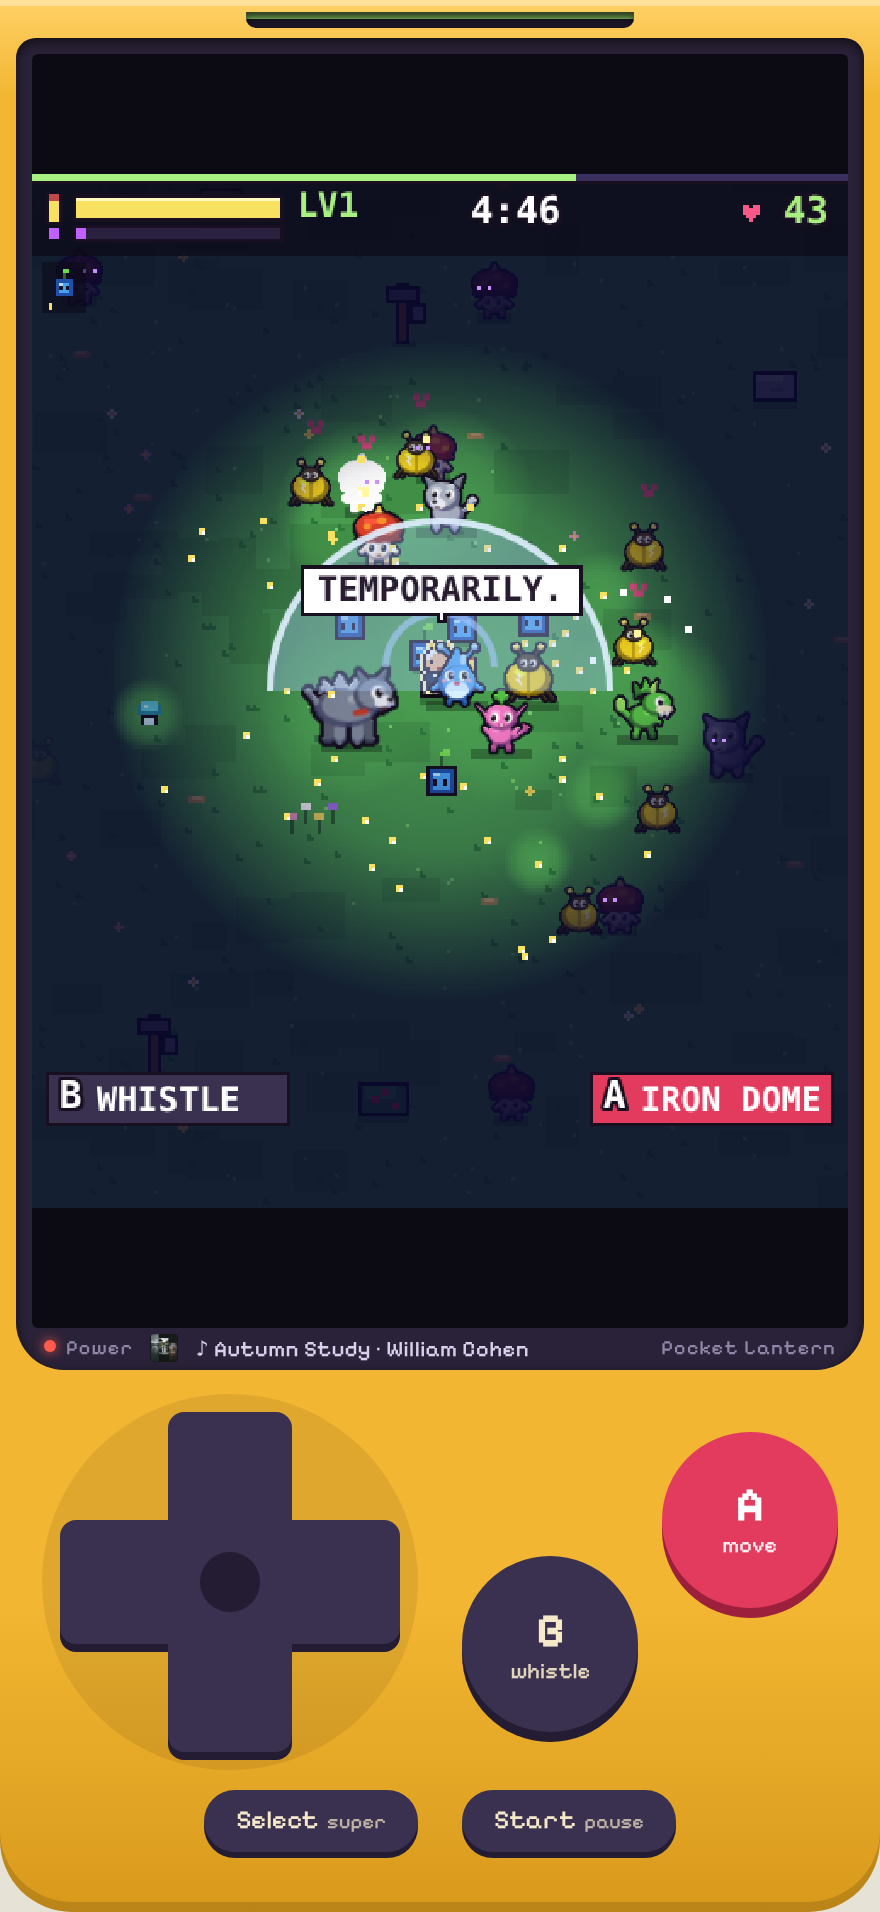 LV1
4:46
43
TEMPORARILY.
B WHISTLE
A IRON DOME
Power
♪ Autumn Study · William Cohen
Pocket Lantern
A
move
B
whistle
Select super
Start pause